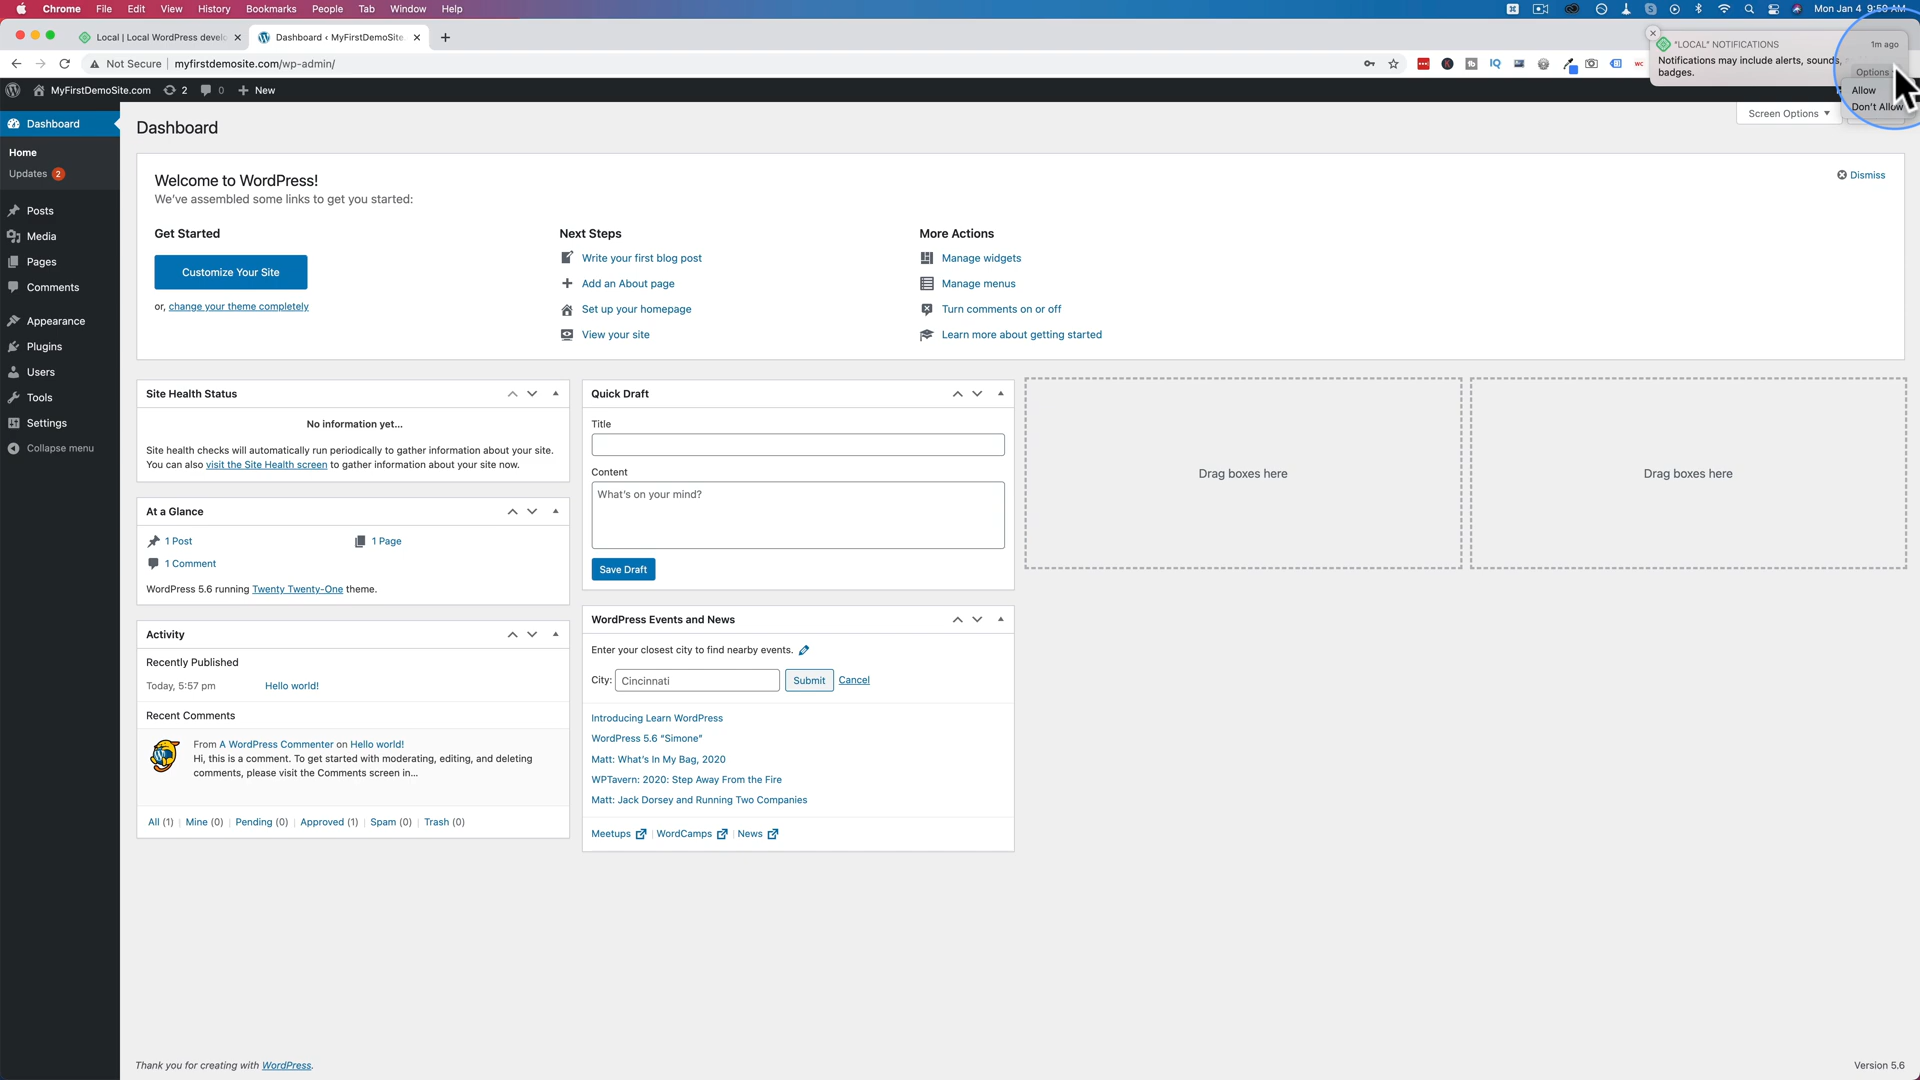 Chrome File Edit View History Bookmarks People Tab Window Help
Mon Jan 4 9:59 AM
Local | Local WordPress develo
Dashboard ‹ MyFirstDemoSite
Not Secure | myfirstdemosite.com/wp-admin/
"LOCAL" NOTIFICATIONS 1m ago
Notifications may include alerts, sounds,
badges.
Options
Allow
Don't Allow
MyFirstDemoSite.com 2 0 New
Screen Options
Dashboard
Home
Updates 2
Posts
Media
Pages
Comments
Appearance
Plugins
Users
Tools
Settings
Collapse menu
Dashboard
Welcome to WordPress!
Dismiss
We've assembled some links to get you started:
Get Started
Customize Your Site
or, change your theme completely
Next Steps
Write your first blog post
Add an About page
Set up your homepage
View your site
More Actions
Manage widgets
Manage menus
Turn comments on or off
Learn more about getting started
Site Health Status
No information yet...
Site health checks will automatically run periodically to gather information about your site.
You can also visit the Site Health screen to gather information about your site now.
At a Glance
1 Post
1 Page
1 Comment
WordPress 5.6 running Twenty Twenty-One theme.
Activity
Recently Published
Today, 5:57 pm Hello world!
Recent Comments
From A WordPress Commenter on Hello world!
Hi, this is a comment. To get started with moderating, editing, and deleting
comments, please visit the Comments screen in...
All (1) | Mine (0) | Pending (0) | Approved (1) | Spam (0) | Trash (0)
Quick Draft
Title
Content
What's on your mind?
Save Draft
WordPress Events and News
Enter your closest city to find nearby events.
City: Cincinnati Submit Cancel
Introducing Learn WordPress
WordPress 5.6 "Simone"
Matt: What's In My Bag, 2020
WPTavern: 2020: Step Away From the Fire
Matt: Jack Dorsey and Running Two Companies
Meetups | WordCamps | News
Drag boxes here
Drag boxes here
Thank you for creating with WordPress.
Version 5.6